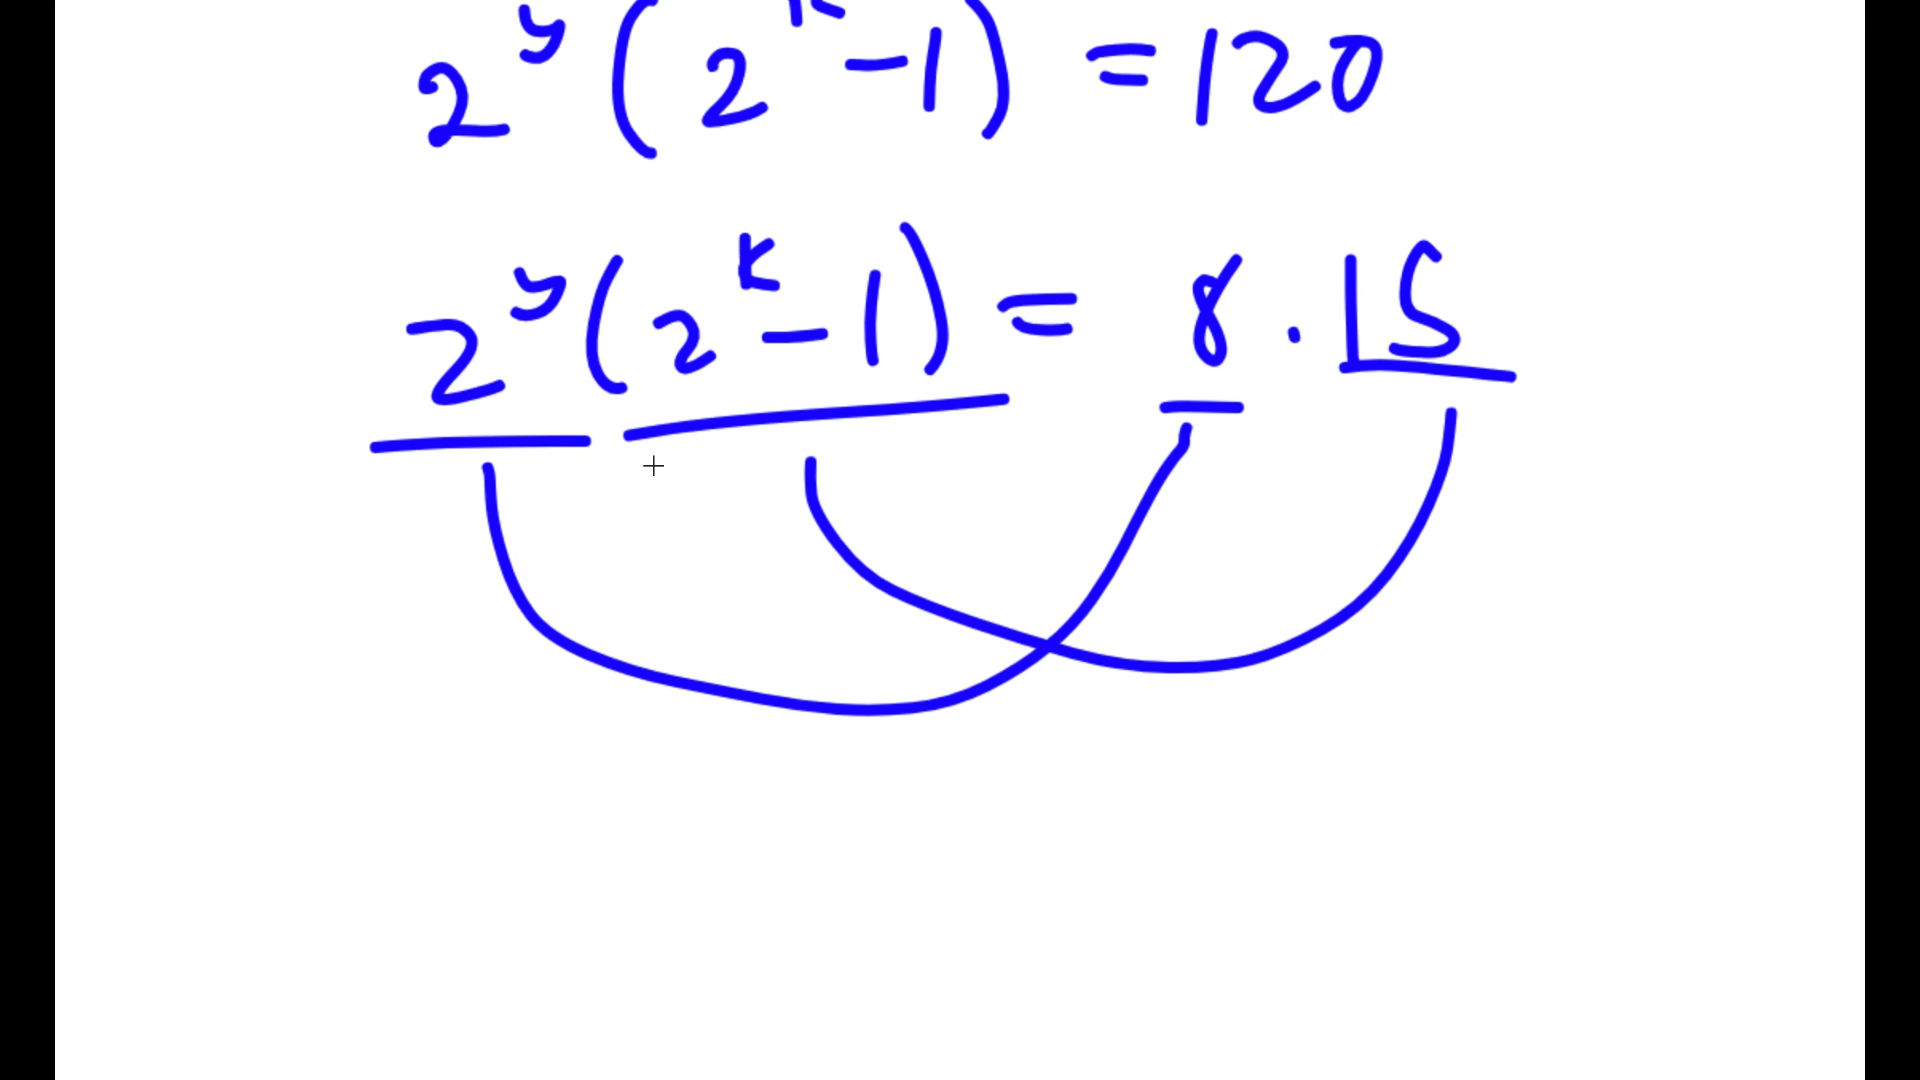 2^y(2^k-1) = 120
2^y(2^k-1) = 8.15